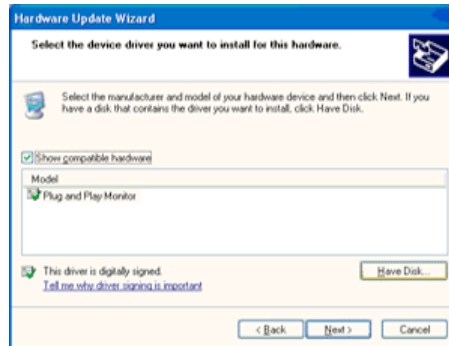 Hardware Update Wizard
Select the device driver you want to install for this hardware.
Select the manufacturer and model of your hardware device and then click Next. If you
have a disk that contains the driver you want to install, click Have Disk.
Show compatible hardware
Model
Plug and Play Monitor
This driver is digitally signed.
Have Disk...
Tell me why driver signing is important
< Back Next > Cancel